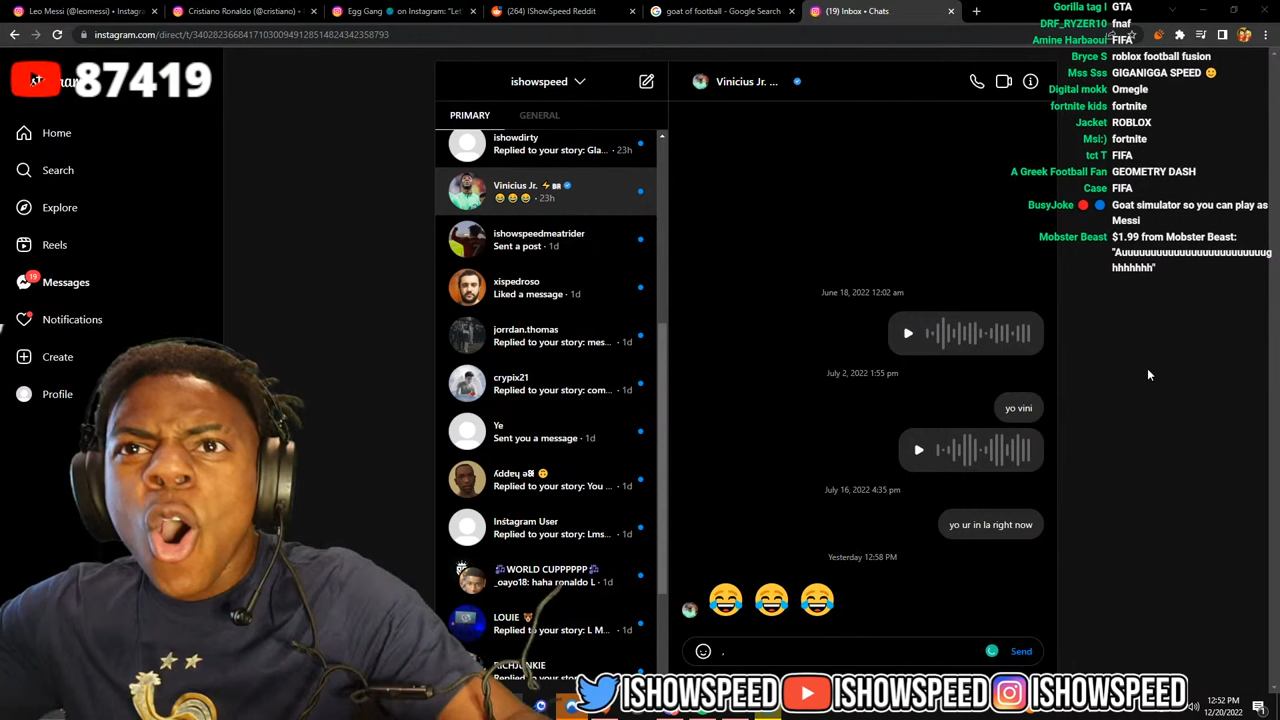 Leo Messi (@leomessi) • Instag
Cristiano Ronaldo (@cristiano) •
Egg Gang 🌐 on Instagram: "Let'
(264) IShowSpeed Reddit
goat of football - Google Search
(19) Inbox • Chats
instagram.com/direct/t/340282366841710300949128514824342358793
87419
Home
Search
Explore
Reels
19
Messages
Notifications
Create
Profile
ishowspeed
PRIMARY GENERAL
ishowdirty
Replied to your story: Gla... · 23h
Vinicius Jr. ⚡🇧🇷
😂 😂 😂 · 23h
ishowspeedmeatrider
Sent a post · 1d
xispedroso
Liked a message · 1d
jorrdan.thomas
Replied to your story: mes... · 1d
crypix21
Replied to your story: com... · 1d
Ye
Sent you a message · 1d
Replied to your story: You ... · 1d
Instagram User
Replied to your story: Lms... · 1d
WORLD CUPPPPPP
_oayo18: haha ronaldo L · 1d
LOUIE
Replied to your story: L M... · 1d
RICHJUNKIE
Vinicius Jr. ...
June 18, 2022 12:02 am
July 2, 2022 1:55 pm
yo vini
July 16, 2022 4:35 pm
yo ur in la right now
Yesterday 12:58 PM
😂 😂 😂
,
Send
Gorilla tag I GTA
DRF_RYZER10 fnaf
Amine Harbaoui FIFA
Bryce S roblox football fusion
Mss Sss GIGANIGGA SPEED 😊
Digital mokk Omegle
fortnite kids fortnite
Jacket ROBLOX
Msi:) fortnite
tct T FIFA
A Greek Football Fan GEOMETRY DASH
Case FIFA
BusyJoke 🔴 🔵 Goat simulator so you can play as
Messi
Mobster Beast $1.99 from Mobster Beast:
"Auuuuuuuuuuuuuuuuuuuuuuug
hhhhhhh"
ISHOWSPEED ISHOWSPEED ISHOWSPEED
12:52 PM
12/20/2022